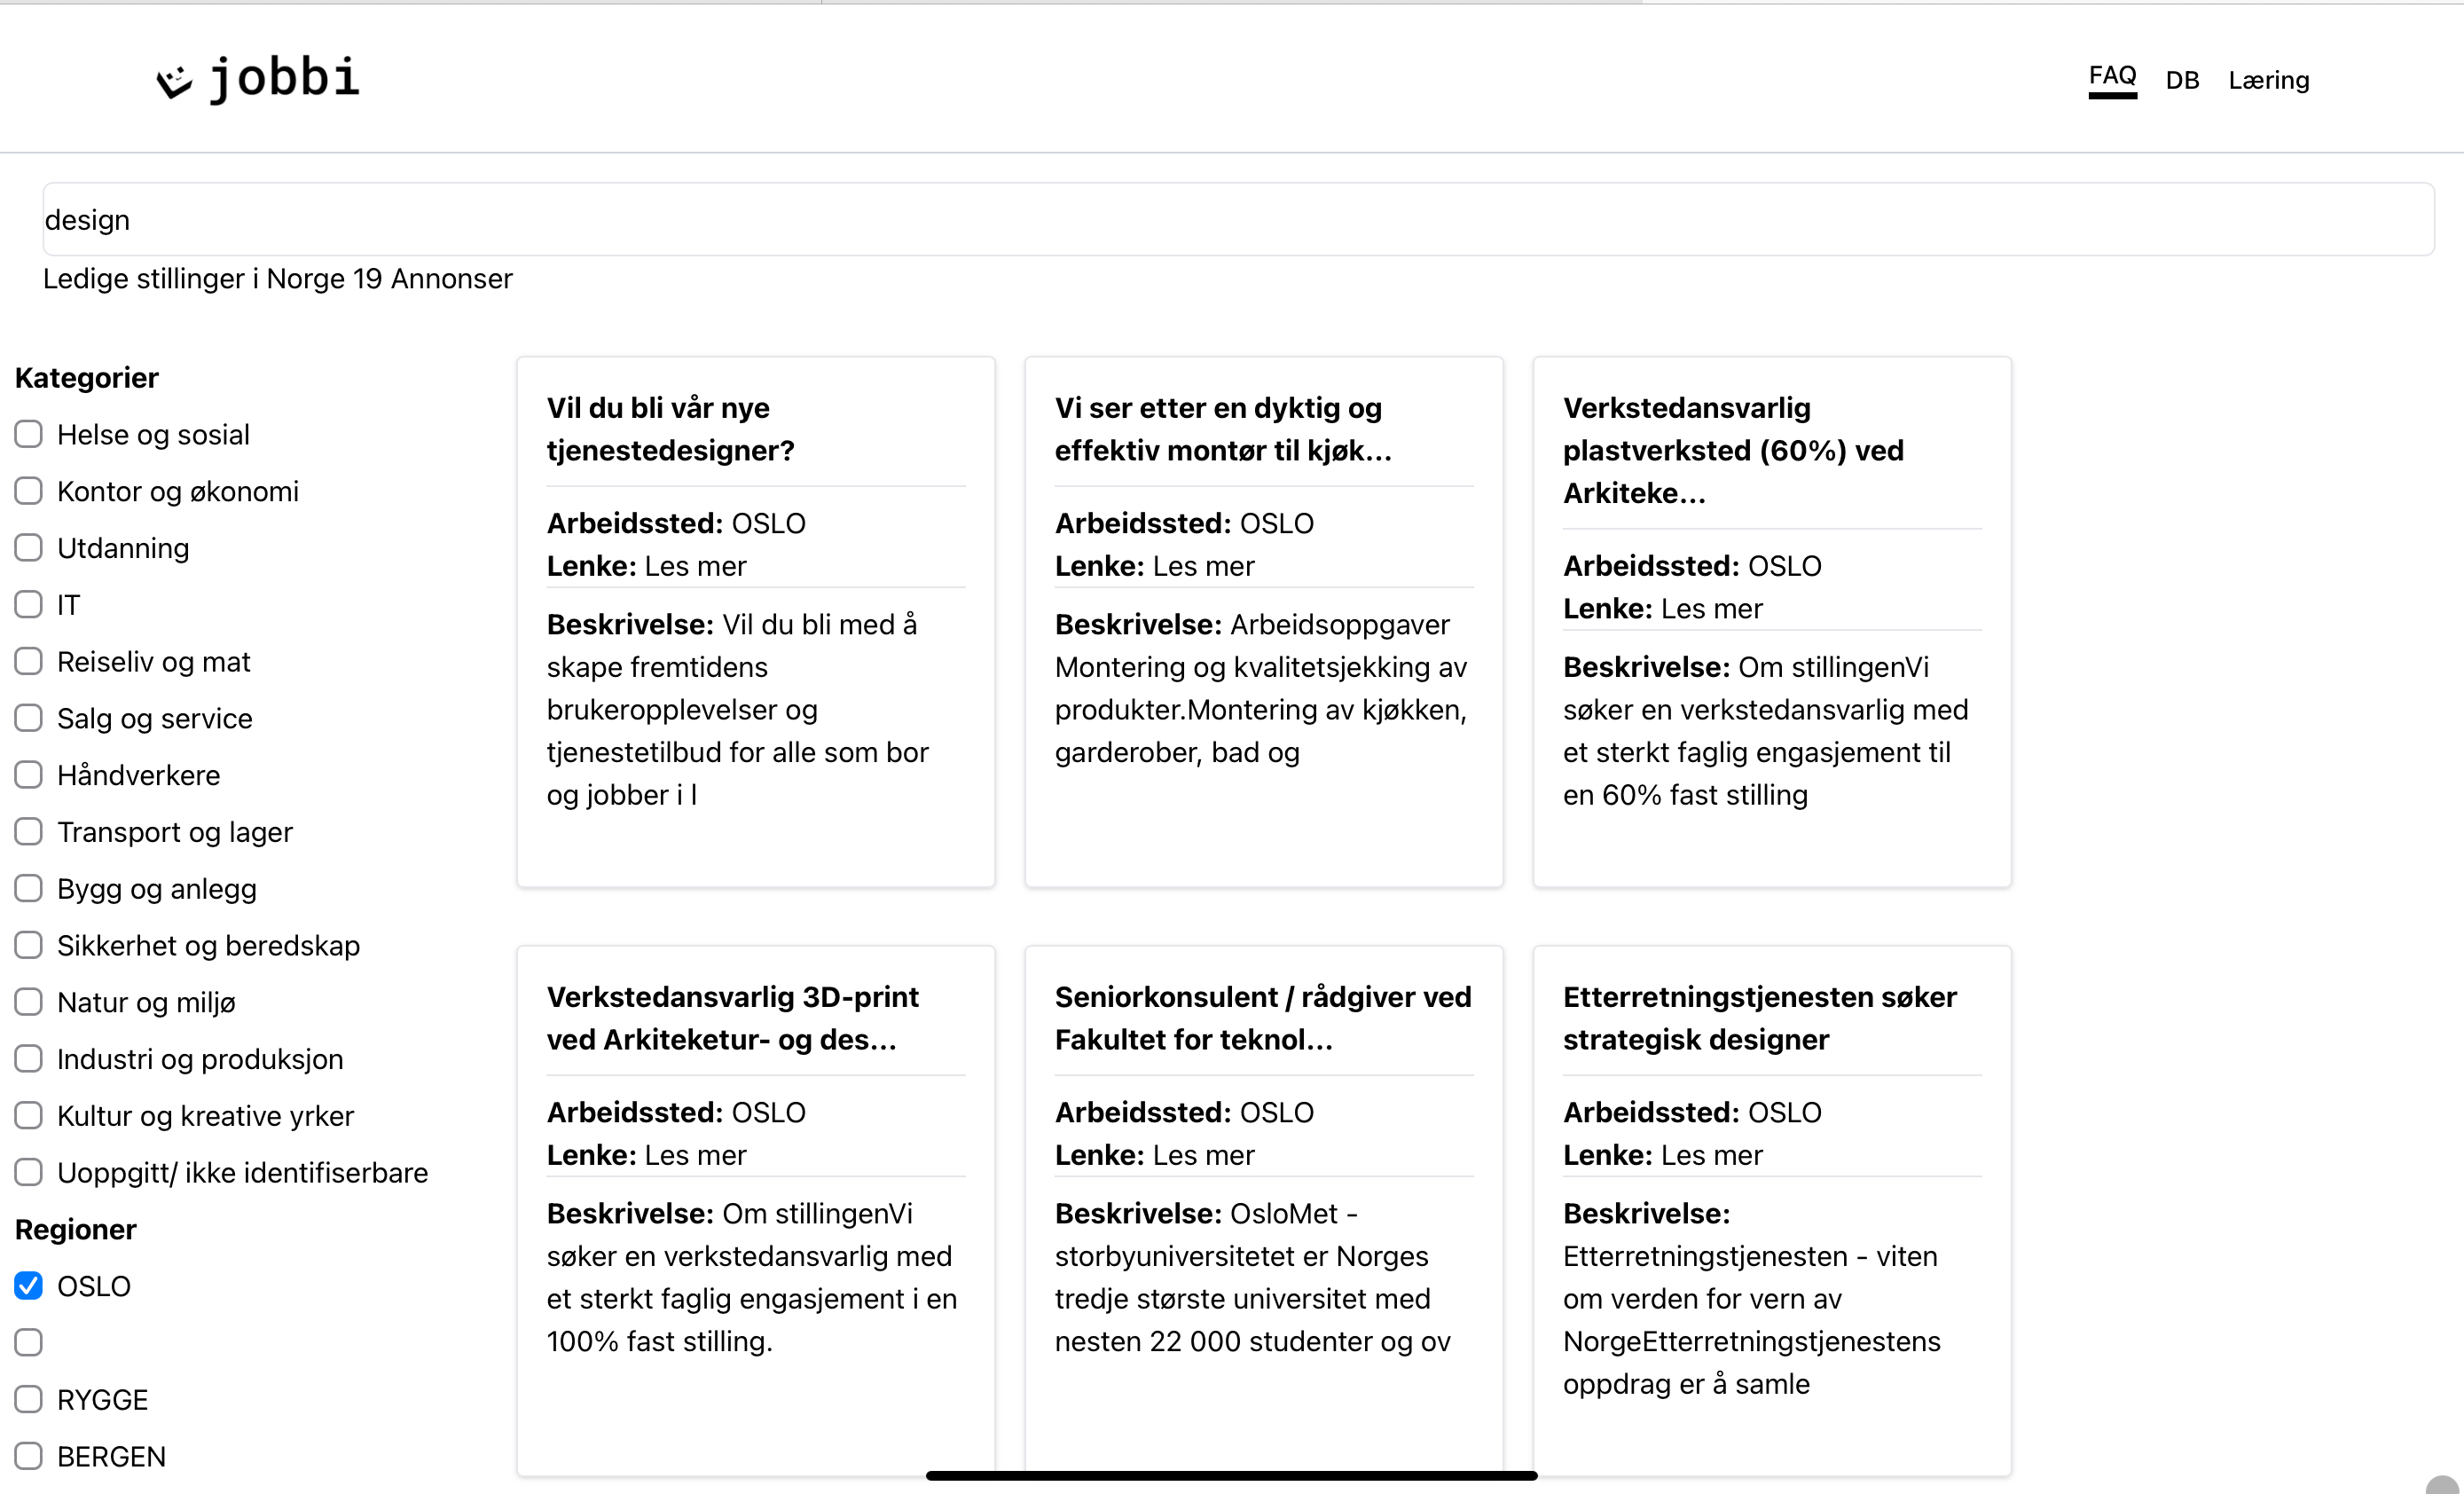 jobbi
FAQ DB Læring
design
Ledige stillinger i Norge 19 Annonser
Kategorier
Helse og sosial
Kontor og økonomi
Utdanning
IT
Reiseliv og mat
Salg og service
Håndverkere
Transport og lager
Bygg og anlegg
Sikkerhet og beredskap
Natur og miljø
Industri og produksjon
Kultur og kreative yrker
Uoppgitt/ ikke identifiserbare
Regioner
OSLO
RYGGE
BERGEN
Vil du bli vår nye
tjenestedesigner?
Arbeidssted: OSLO
Lenke: Les mer
Beskrivelse: Vil du bli med å
skape fremtidens
brukeropplevelser og
tjenestetilbud for alle som bor
og jobber i l
Vi ser etter en dyktig og
effektiv montør til kjøk...
Arbeidssted: OSLO
Lenke: Les mer
Beskrivelse: Arbeidsoppgaver
Montering og kvalitetsjekking av
produkter.Montering av kjøkken,
garderober, bad og
Verkstedansvarlig
plastverksted (60%) ved
Arkiteke...
Arbeidssted: OSLO
Lenke: Les mer
Beskrivelse: Om stillingenVi
søker en verkstedansvarlig med
et sterkt faglig engasjement til
en 60% fast stilling
Verkstedansvarlig 3D-print
ved Arkiteketur- og des...
Arbeidssted: OSLO
Lenke: Les mer
Beskrivelse: Om stillingenVi
søker en verkstedansvarlig med
et sterkt faglig engasjement i en
100% fast stilling.
Seniorkonsulent / rådgiver ved
Fakultet for teknol...
Arbeidssted: OSLO
Lenke: Les mer
Beskrivelse: OsloMet -
storbyuniversitetet er Norges
tredje største universitet med
nesten 22 000 studenter og ov
Etterretningstjenesten søker
strategisk designer
Arbeidssted: OSLO
Lenke: Les mer
Beskrivelse:
Etterretningstjenesten - viten
om verden for vern av
NorgeEtterretningstjenestens
oppdrag er å samle